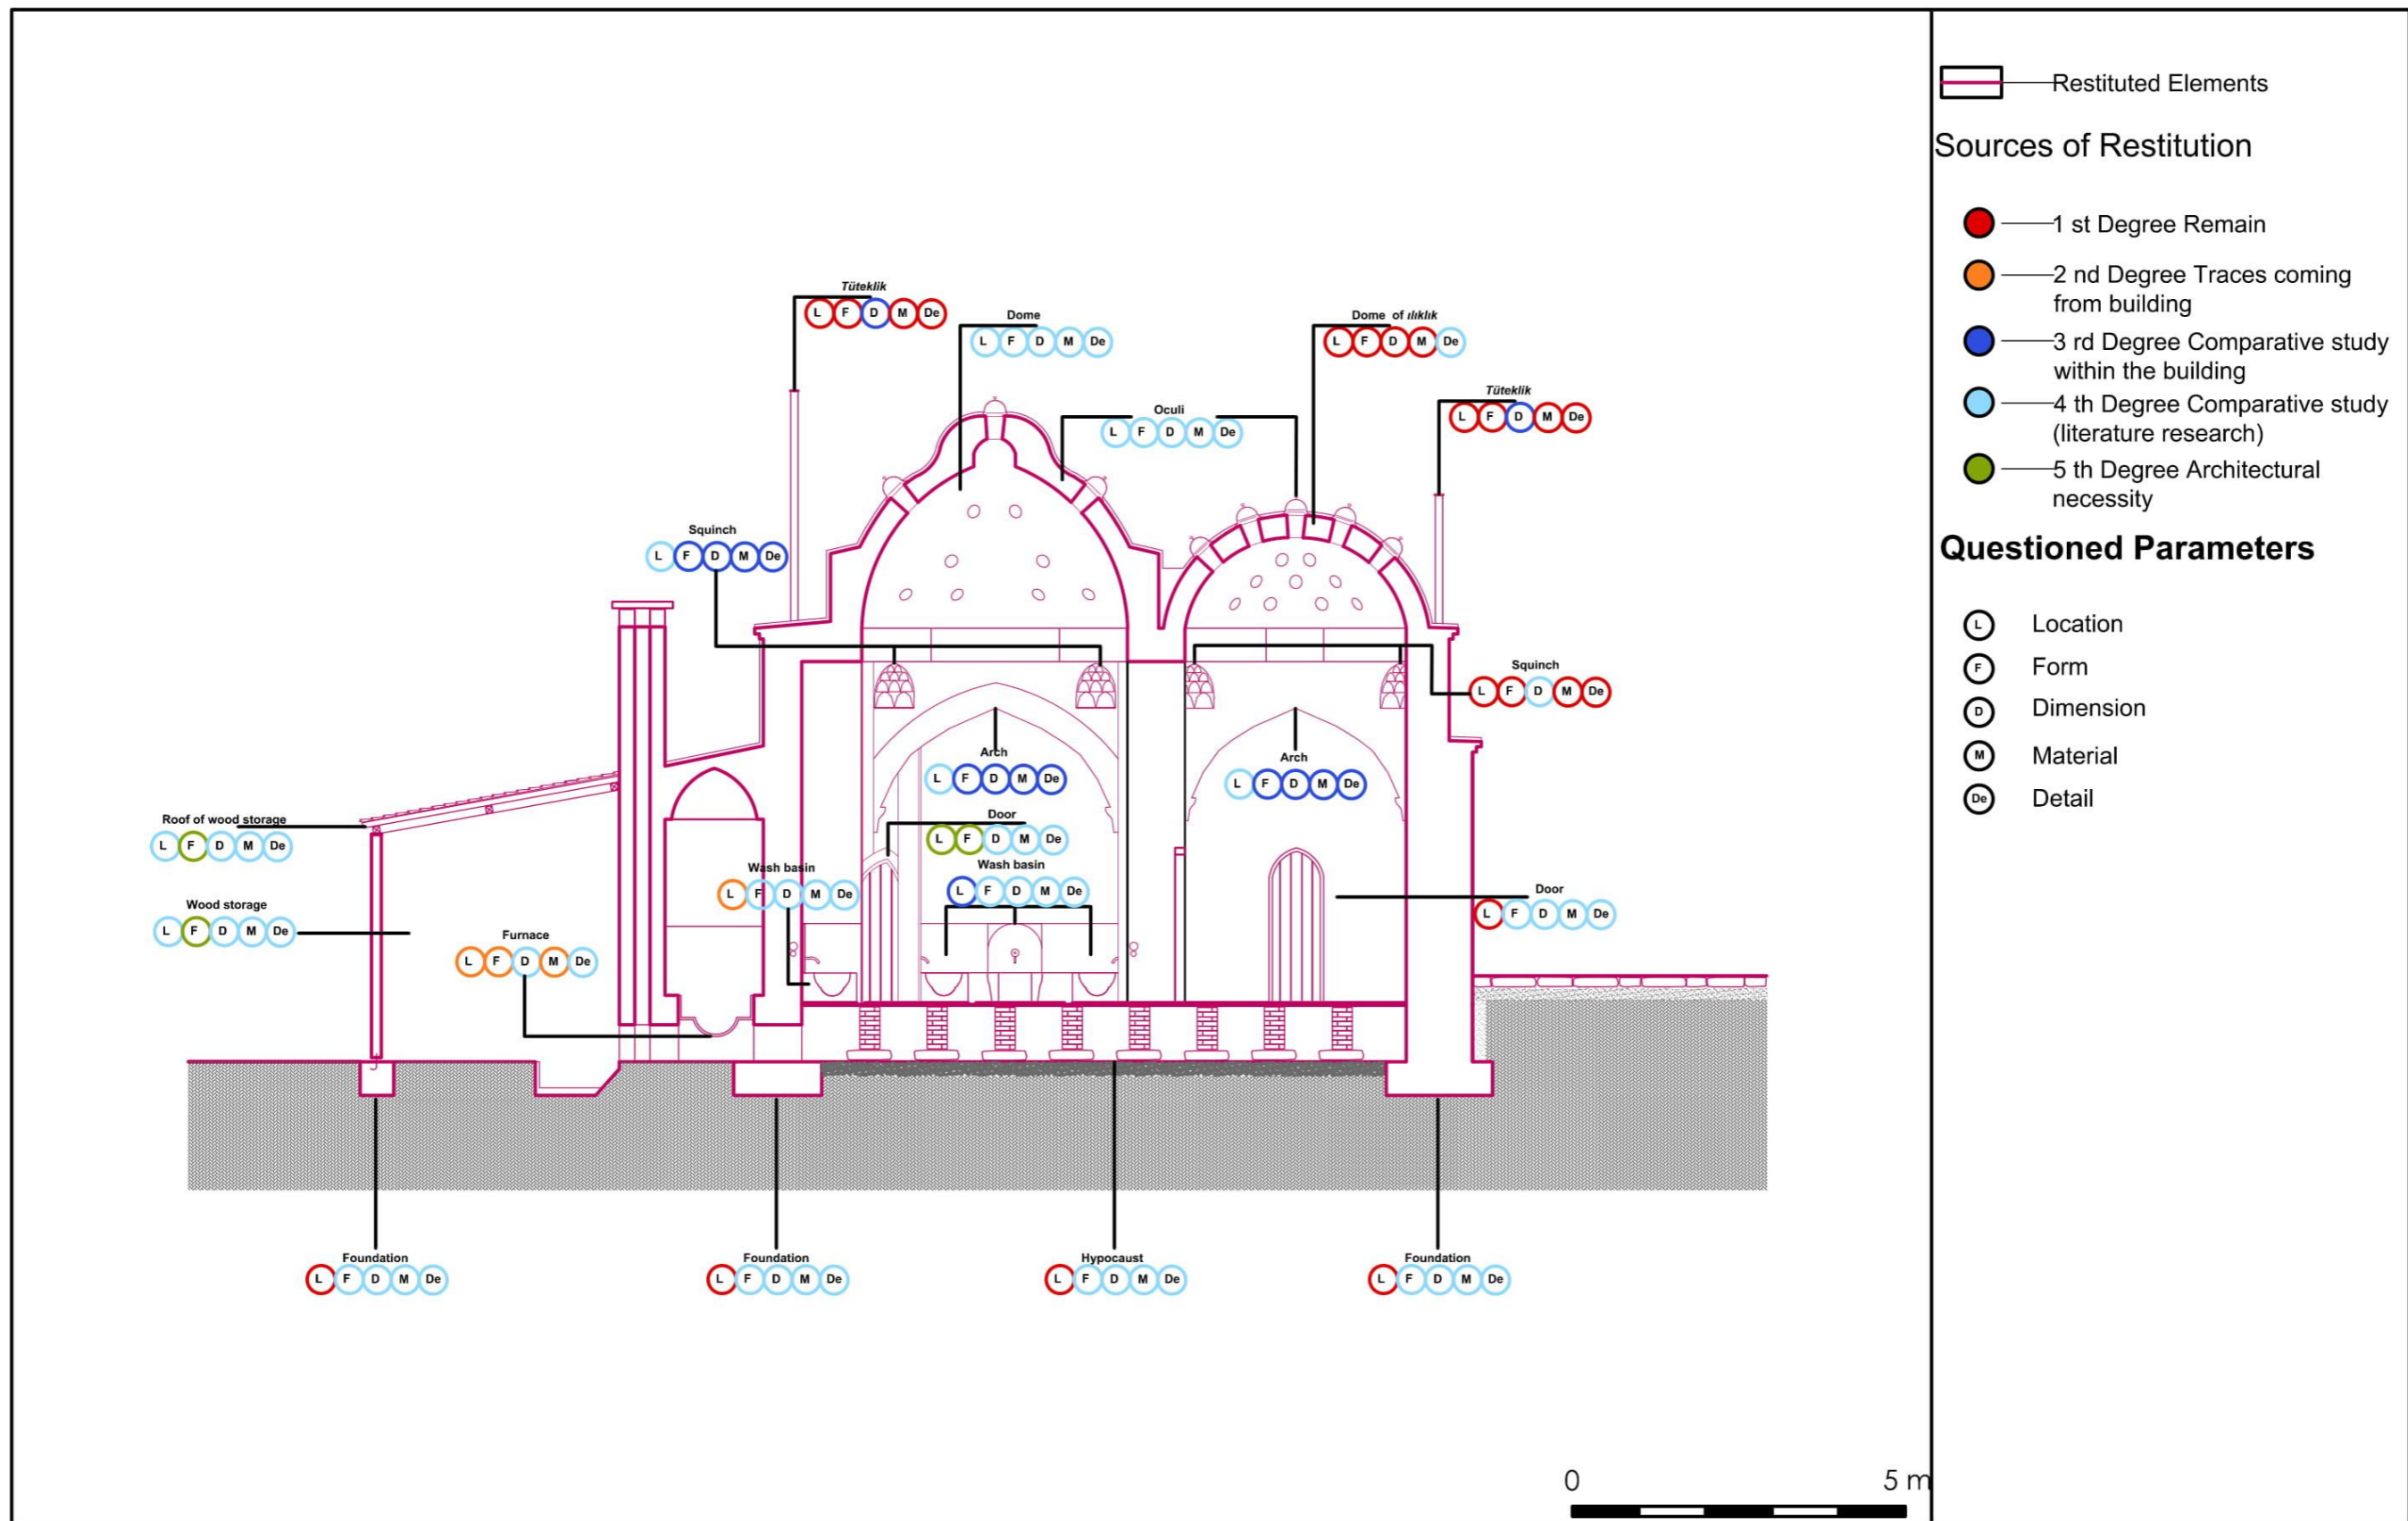 Tüteklik
L F D M De
Dome
L F D M De
Dome of ılıklık
L F D M De
Tüteklik
L F D M De
Oculi
L F D M De
Squinch
L F D M De
Squinch
L F D M De
Arch
L F D M De
Arch
L F D M De
Door
L F D M De
Wash basin
L F D M De
Wash basin
L F D M De
Roof of wood storage
L F D M De
Wood storage
L F D M De
Furnace
L F D M De
Door
L F D M De
Foundation
L F D M De
Foundation
L F D M De
Hypocaust
L F D M De
Foundation
L F D M De
0 5 m
Restituted Elements
Sources of Restitution
1 st Degree Remain
2 nd Degree Traces coming
from building
3 rd Degree Comparative study
within the building
4 th Degree Comparative study
(literature research)
5 th Degree Architectural
necessity
Questioned Parameters
L Location
F Form
D Dimension
M Material
De Detail